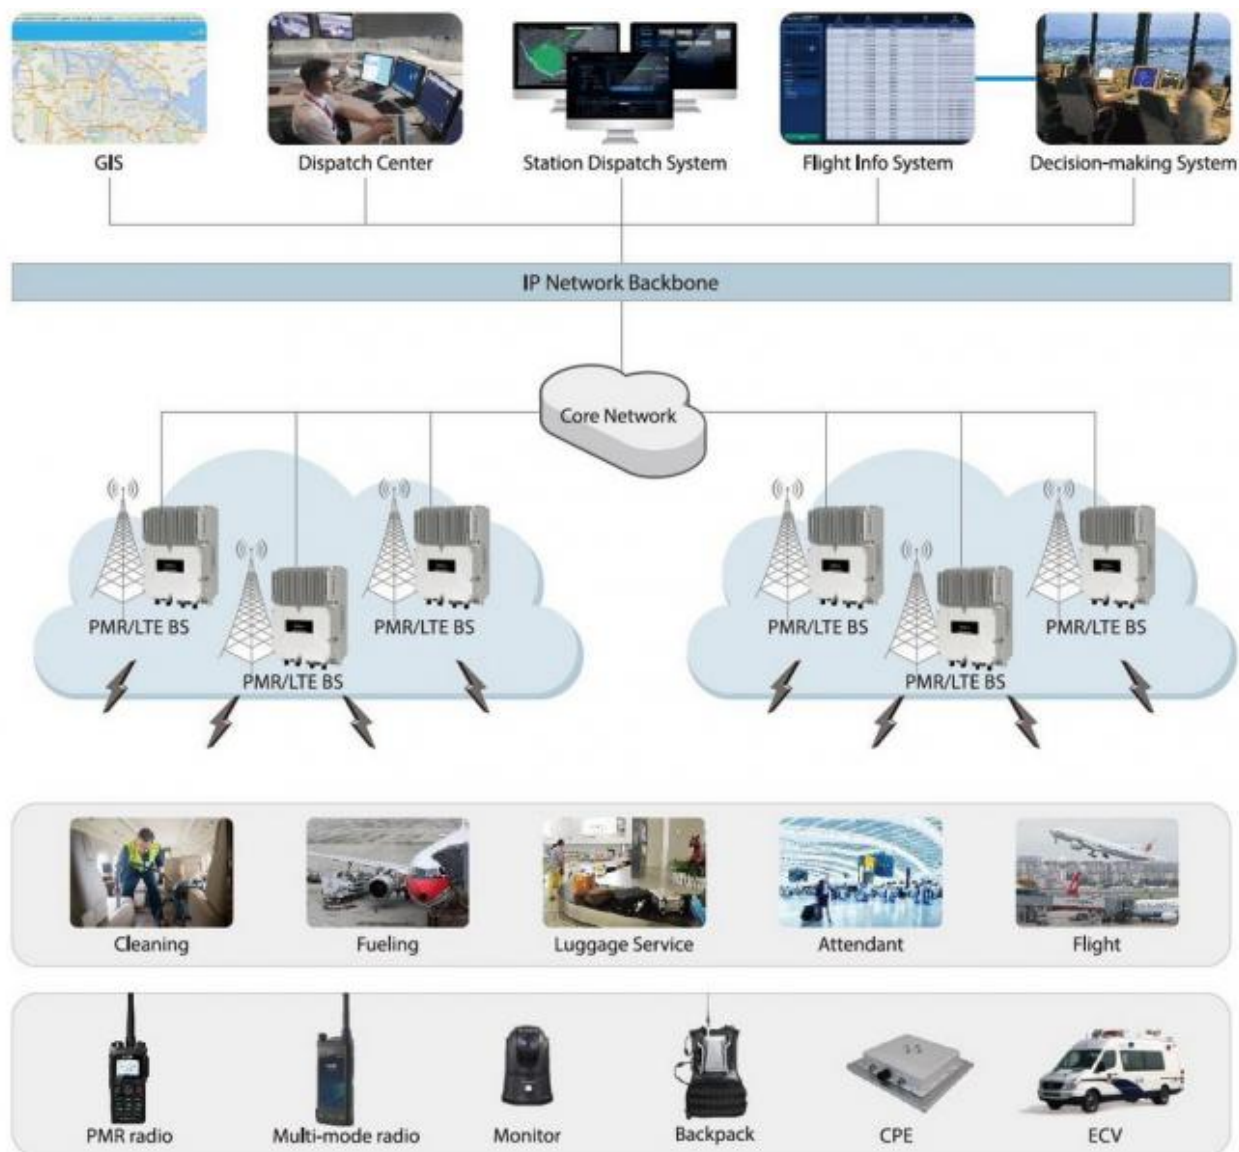 GIS
Dispatch Center
Station Dispatch System
Flight Info System
Decision-making System
IP Network Backbone
Core Network
PMR/LTE BS
PMR/LTE BS
PMR/LTE BS
PMR/LTE BS
PMR/LTE BS
PMR/LTE BS
Cleaning
Fueling
Luggage Service
Attendant
Flight
PMR radio
Multi-mode radio
Monitor
Backpack
CPE
ECV